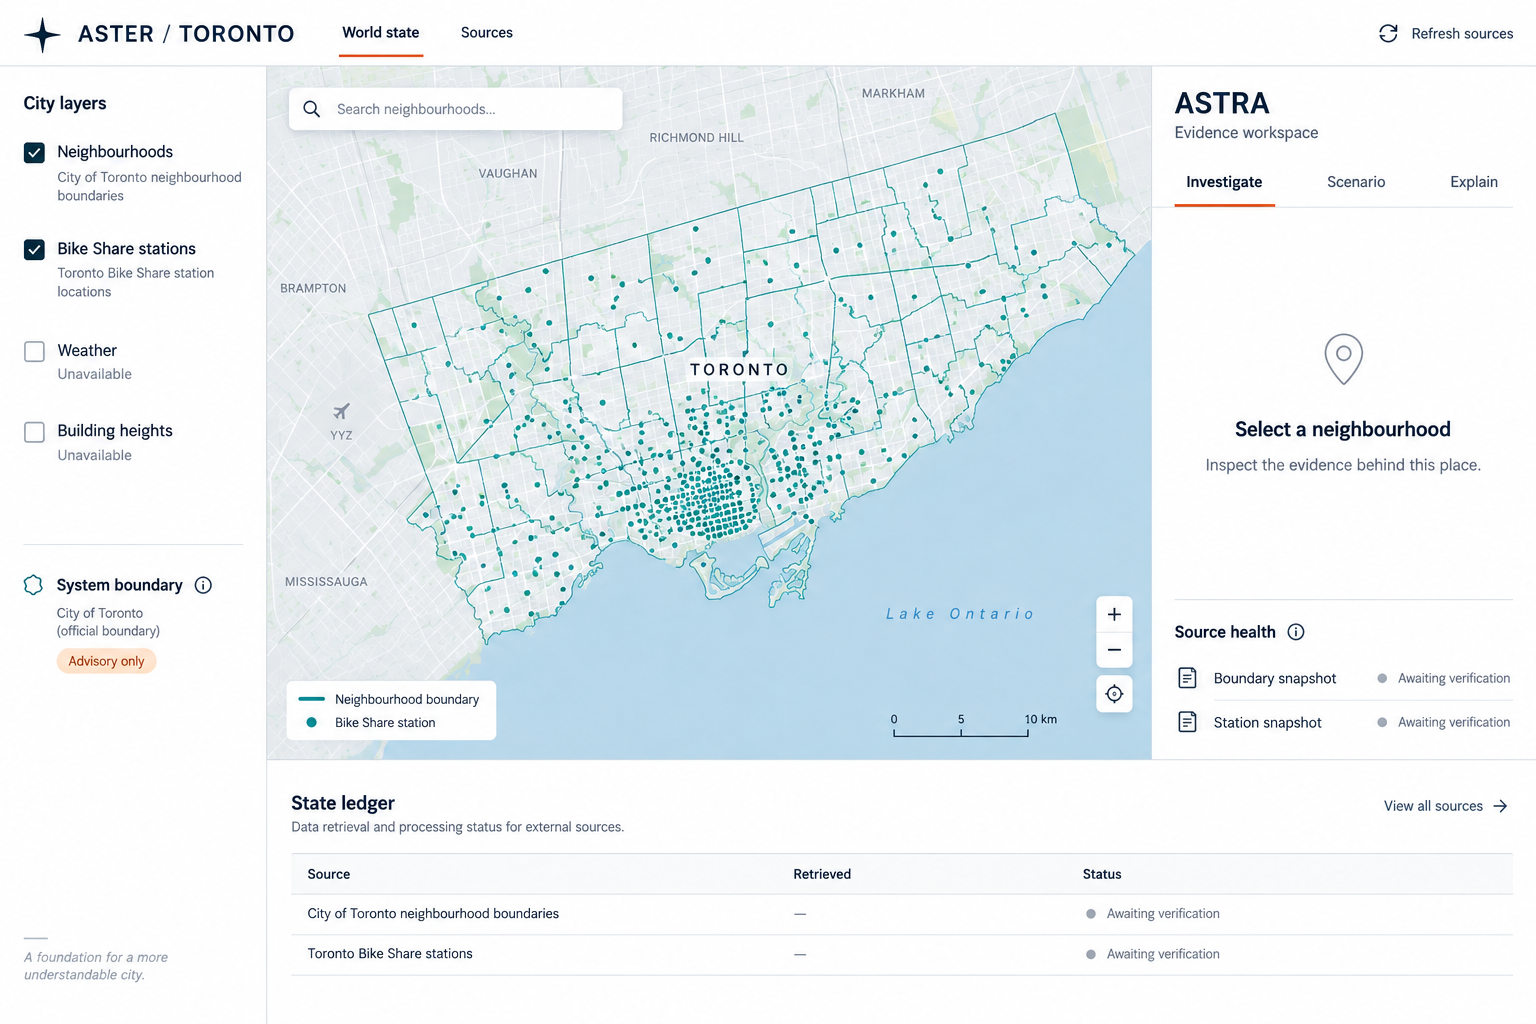 ASTER / TORONTO
World state
Sources
Refresh sources
City layers
Neighbourhoods
City of Toronto neighbourhood
boundaries
Bike Share stations
Toronto Bike Share station
locations
Weather
Unavailable
Building heights
Unavailable
System boundary
City of Toronto
(official boundary)
Advisory only
A foundation for a more
understandable city.
Search neighbourhoods...
MARKHAM
RICHMOND HILL
VAUGHAN
BRAMPTON
TORONTO
YYZ
MISSISSAUGA
Lake Ontario
Neighbourhood boundary
Bike Share station
0 5 10 km
ASTRA
Evidence workspace
Investigate
Scenario
Explain
Select a neighbourhood
Inspect the evidence behind this place.
Source health
Boundary snapshot
Awaiting verification
Station snapshot
Awaiting verification
State ledger
Data retrieval and processing status for external sources.
View all sources
Source Retrieved Status
City of Toronto neighbourhood boundaries — Awaiting verification
Toronto Bike Share stations — Awaiting verification